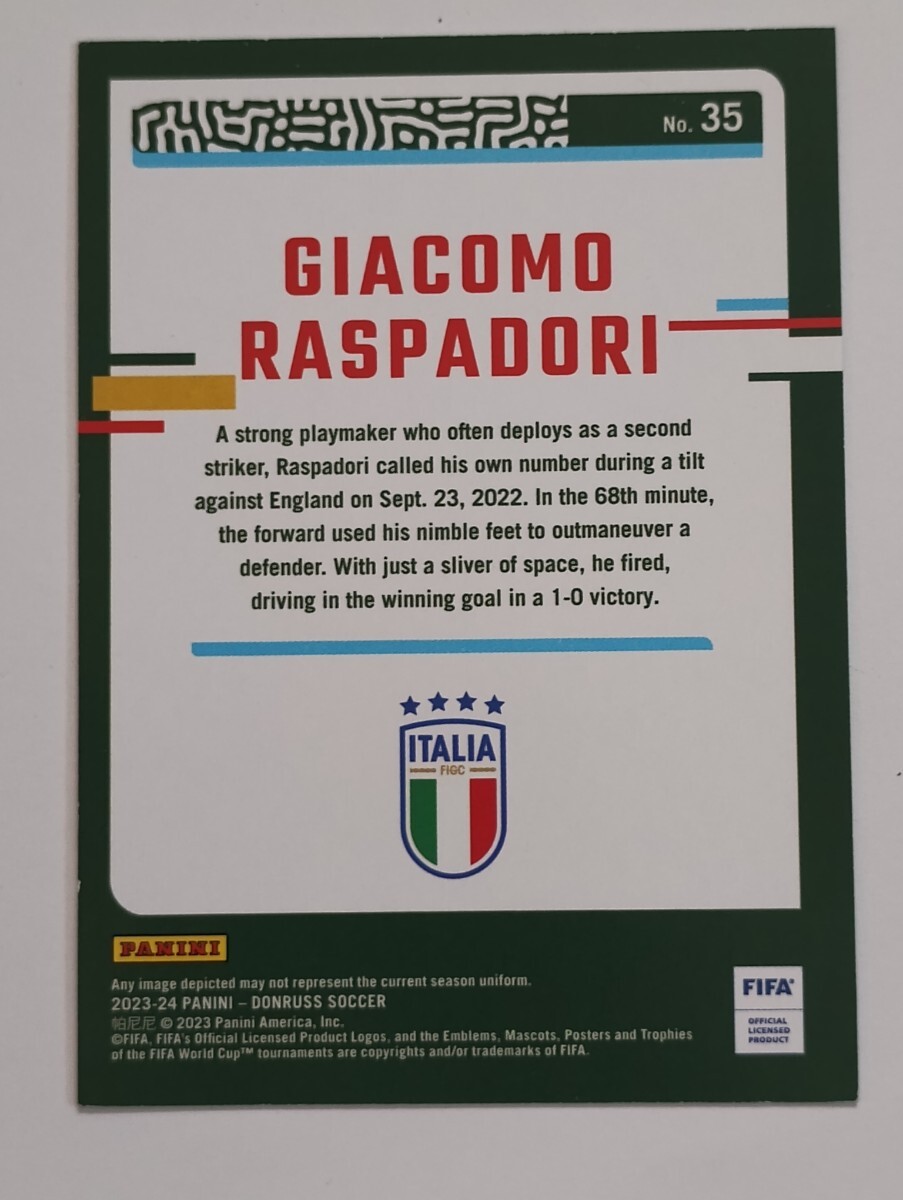 No. 35
GIACOMO
RASPADORI
A strong playmaker who often deploys as a second
striker, Raspadori called his own number during a tilt
against England on Sept. 23, 2022. In the 68th minute,
the forward used his nimble feet to outmaneuver a
defender. With just a sliver of space, he fired,
driving in the winning goal in a 1-0 victory.
ITALIA
FIGC
PANINI
Any image depicted may not represent the current season uniform.
2023-24 PANINI – DONRUSS SOCCER
帕尼尼 © 2023 Panini America, Inc.
©FIFA, FIFA's Official Licensed Product Logos, and the Emblems, Mascots, Posters and Trophies
of the FIFA World Cup™ tournaments are copyrights and/or trademarks of FIFA.
FIFA®
OFFICIAL
LICENSED
PRODUCT